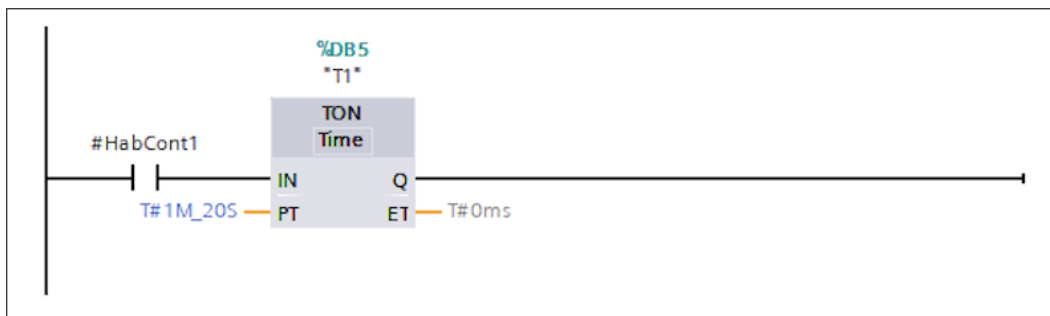 %DB5
"T1"
TON
Time
#HabCont1
IN Q
T#1M_20S PT ET T#0ms